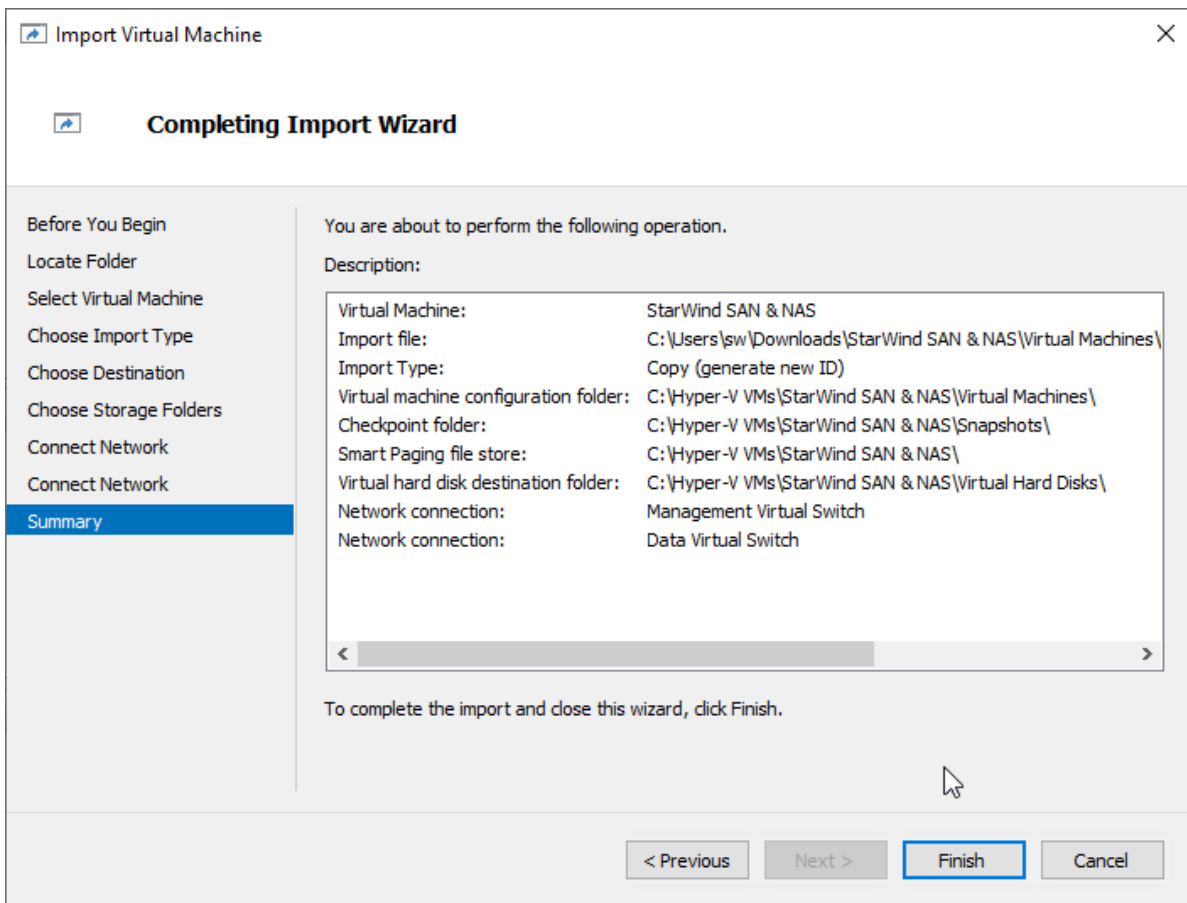 Import Virtual Machine
Completing Import Wizard
Before You Begin
Locate Folder
Select Virtual Machine
Choose Import Type
Choose Destination
Choose Storage Folders
Connect Network
Connect Network
Summary
You are about to perform the following operation.
Description:
Virtual Machine: StarWind SAN & NAS
Import file: C:\Users\sw\Downloads\StarWind SAN & NAS\Virtual Machines\
Import Type: Copy (generate new ID)
Virtual machine configuration folder: C:\Hyper-V VMs\StarWind SAN & NAS\Virtual Machines\
Checkpoint folder: C:\Hyper-V VMs\StarWind SAN & NAS\Snapshots\
Smart Paging file store: C:\Hyper-V VMs\StarWind SAN & NAS\
Virtual hard disk destination folder: C:\Hyper-V VMs\StarWind SAN & NAS\Virtual Hard Disks\
Network connection: Management Virtual Switch
Network connection: Data Virtual Switch
To complete the import and close this wizard, click Finish.
< Previous Next > Finish Cancel